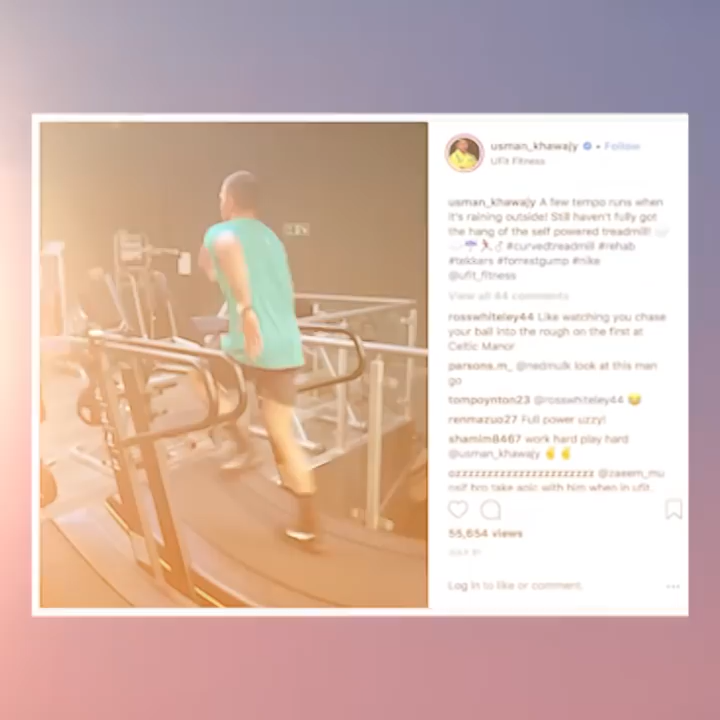 usman_khawajy • Follow
UFit Fitness
usman_khawajy A few tempo runs when
it's raining outside! Still haven't fully got
the hang of the self powered treadmill!
#curvedtreadmill #rehab
#tekkers #forrestgump #nike
@ufit_fitness
View all 44 comments
rosswhiteley44 Like watching you chase
your ball into the rough on the first at
Celtic Manor
parsons.m_ @nedmulk look at this man
go
tompoynton23 @rosswhiteley44 😂
renmazuo27 Full power uzzy!
shamim8467 work hard play hard
@usman_khawajy ✌️✌️
@zaeem_mu
bro take apic with him when in ufit
55,654 views
Log in to like or comment.